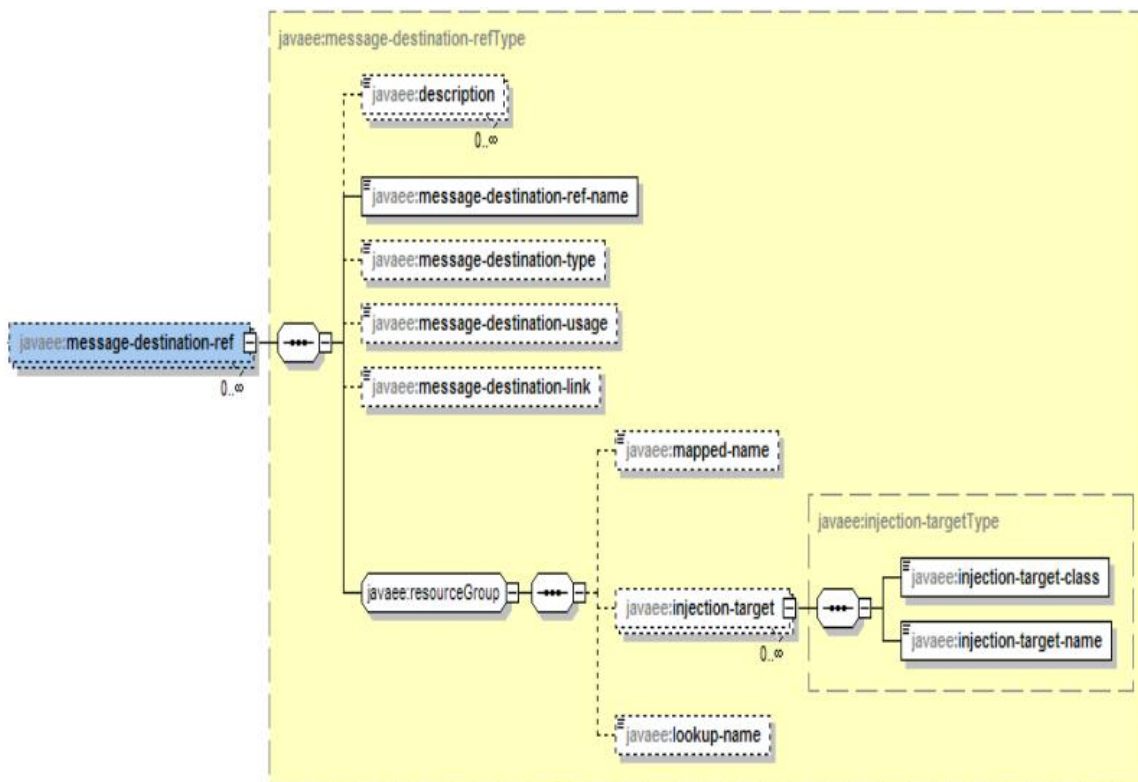 javaee:message-destination-refType
javaee:description
0..∞
javaee:message-destination-ref-name
javaee:message-destination-type
javaee:message-destination-usage
javaee:message-destination-ref
0..∞
javaee:message-destination-link
javaee:mapped-name
javaee:injection-targetType
javaee:injection-target-class
javaee:resourceGroup
javaee:injection-target
0..∞
javaee:injection-target-name
javaee:lookup-name